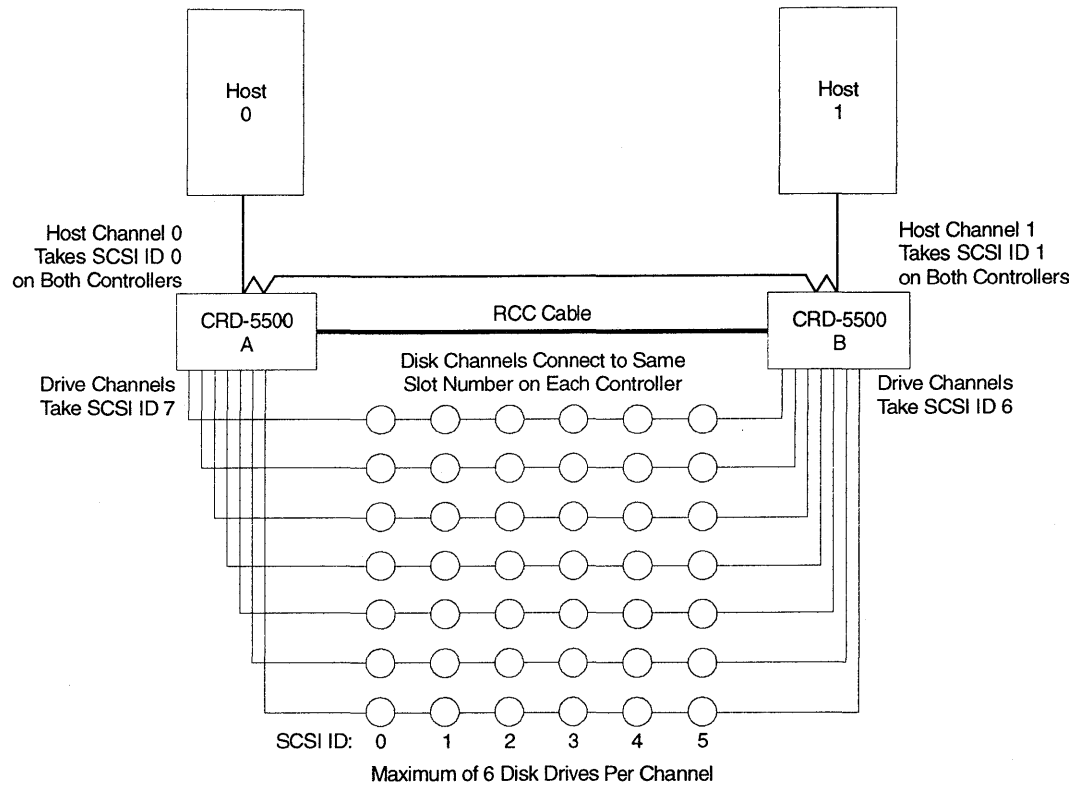 Host
0
Host
1
Host Channel 0
Takes SCSI ID 0
on Both Controllers
Host Channel 1
Takes SCSI ID 1
on Both Controllers
CRD-5500
A
RCC Cable
CRD-5500
B
Disk Channels Connect to Same
Slot Number on Each Controller
Drive Channels
Take SCSI ID 7
Drive Channels
Take SCSI ID 6
SCSI ID: 0 1 2 3 4 5
Maximum of 6 Disk Drives Per Channel